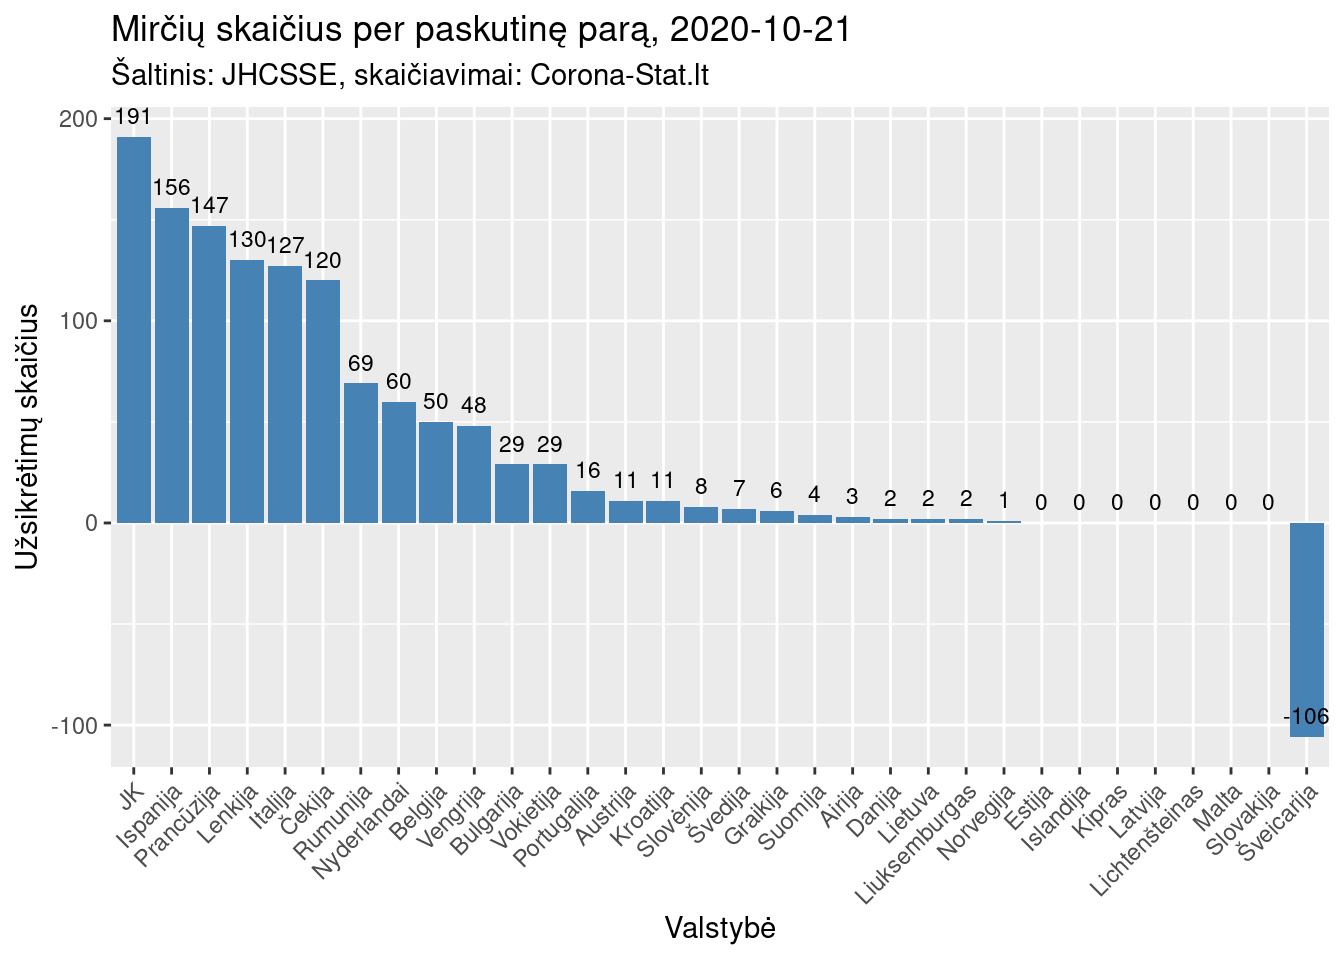 Mirčių skaičius per paskutinę parą, 2020-10-21
Šaltinis: JHCSSE, skaičiavimai: Corona-Stat.lt
Užsikrėtimų skaičius
200
100
0
-100
191
156
147
130
127
120
69
60
50
48
29
29
16
11
11
8
7
6
4
3
2
2
2
1
0
0
0
0
0
0
0
-106
JK
Ispanija
Prancūzija
Lenkija
Italija
Čekija
Rumunija
Nyderlandai
Belgija
Vengrija
Bulgarija
Vokietija
Portugalija
Austrija
Kroatija
Slovėnija
Švedija
Graikija
Suomija
Airija
Danija
Lietuva
Liuksemburgas
Norvegija
Estija
Islandija
Kipras
Latvija
Lichtenšteinas
Malta
Slovakija
Šveicarija
Valstybė